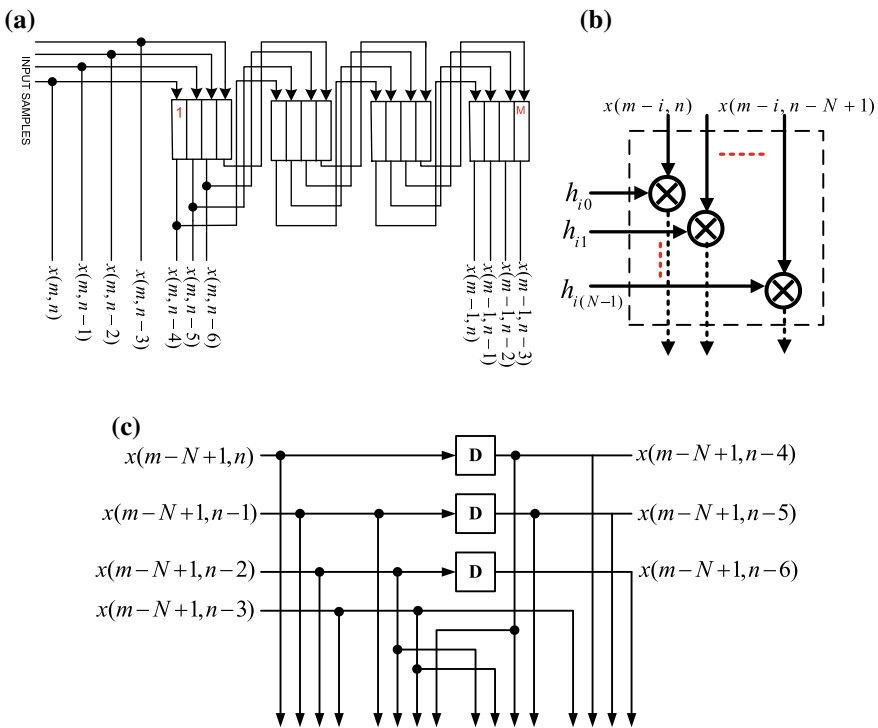 (a)
INPUT SAMPLES
1
M
x(m, n)
x(m, n−1)
x(m, n−2)
x(m, n−3)
x(m, n−4)
x(m, n−5)
x(m, n−6)
x(m−1, n)
x(m−1, n−1)
x(m−1, n−2)
x(m−1, n−3)
(b)
x(m−i, n)
x(m−i, n−N+1)
h_{i0}
h_{i1}
h_{i(N−1)}
(c)
x(m−N+1, n)
D
x(m−N+1, n−4)
x(m−N+1, n−1)
D
x(m−N+1, n−5)
x(m−N+1, n−2)
D
x(m−N+1, n−6)
x(m−N+1, n−3)